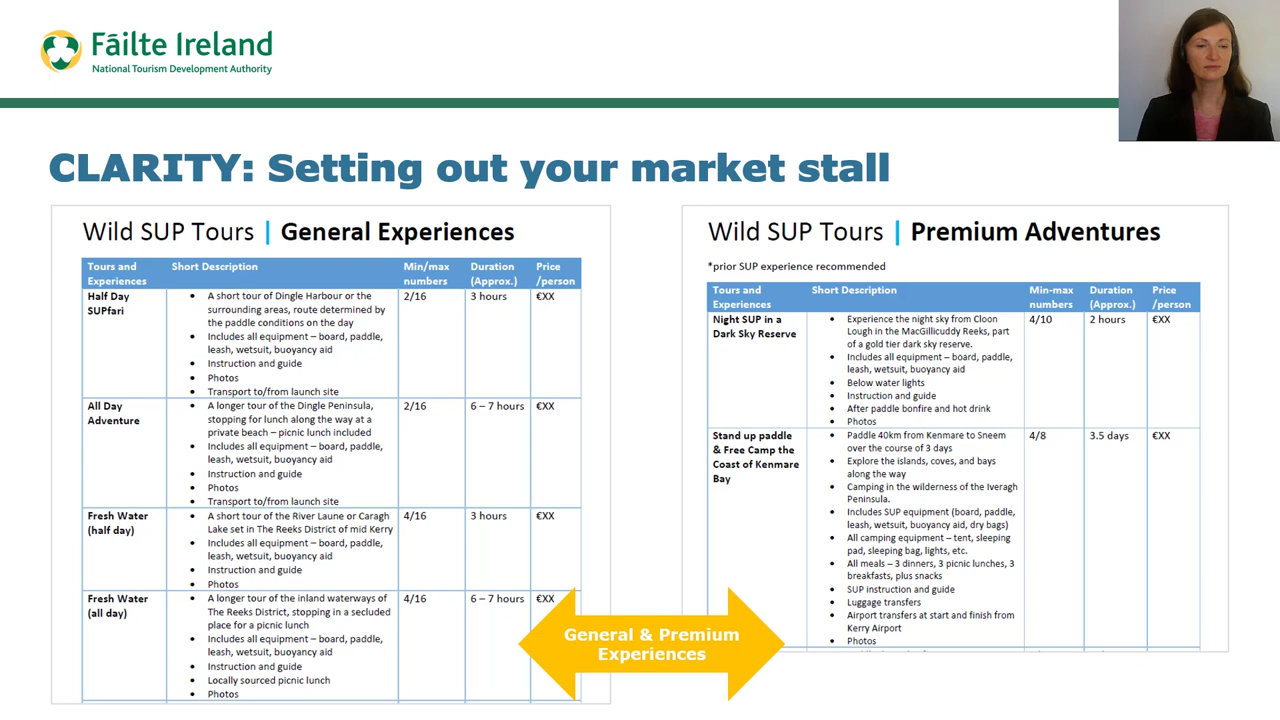 Fáilte Ireland
National Tourism Development Authority
CLARITY: Setting out your market stall
Wild SUP Tours | General Experiences
Tours and Experiences
Short Description
Min/max numbers
Duration (Approx.)
Price /person
Half Day SUPfari
• A short tour of Dingle Harbour or the
surrounding areas, route determined by
the paddle conditions on the day
• Includes all equipment – board, paddle,
leash, wetsuit, buoyancy aid
• Instruction and guide
• Photos
• Transport to/from launch site
2/16
3 hours
€XX
All Day Adventure
• A longer tour of the Dingle Peninsula,
stopping for lunch along the way at a
private beach – picnic lunch included
• Includes all equipment – board, paddle,
leash, wetsuit, buoyancy aid
• Instruction and guide
• Photos
• Transport to/from launch site
2/16
6 – 7 hours
€XX
Fresh Water (half day)
• A short tour of the River Laune or Caragh
Lake set in The Reeks District of mid Kerry
• Includes all equipment – board, paddle,
leash, wetsuit, buoyancy aid
• Instruction and guide
• Photos
4/16
3 hours
€XX
Fresh Water (all day)
• A longer tour of the inland waterways of
The Reeks District, stopping in a secluded
place for a picnic lunch
• Includes all equipment – board, paddle,
leash, wetsuit, buoyancy aid
• Instruction and guide
• Locally sourced picnic lunch
• Photos
4/16
6 – 7 hours
€XX
General & Premium
Experiences
Wild SUP Tours | Premium Adventures
*prior SUP experience recommended
Tours and Experiences
Short Description
Min-max numbers
Duration (Approx.)
Price /person
Night SUP in a
Dark Sky Reserve
• Experience the night sky from Cloon
Lough in the MacGillicuddy Reeks, part
of a gold tier dark sky reserve.
• Includes all equipment – board, paddle,
leash, wetsuit, buoyancy aid
• Below water lights
• Instruction and guide
• After paddle bonfire and hot drink
• Photos
4/10
2 hours
€XX
Stand up paddle
& Free Camp the
Coast of Kenmare
Bay
• Paddle 40km from Kenmare to Sneem
over the course of 3 days
• Explore the islands, coves, and bays
along the way
• Camping in the wilderness of the Iveragh
Peninsula.
• Includes SUP equipment (board, paddle,
leash, wetsuit, buoyancy aid, dry bags)
• All camping equipment – tent, sleeping
pad, sleeping bag, lights, etc.
• All meals – 3 dinners, 3 picnic lunches, 3
breakfasts, plus snacks
• SUP instruction and guide
• Luggage transfers
• Airport transfers at start and finish from
Kerry Airport
• Photos
4/8
3.5 days
€XX